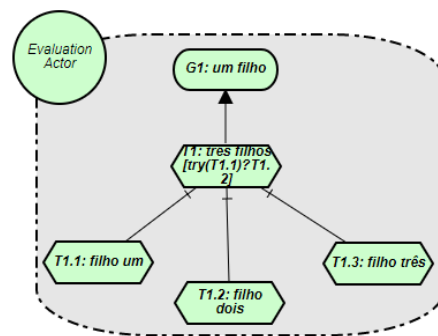 Evaluation
Actor
G1: um filho
T1: três filhos
[try(T1.1)?T1.
2]
T1.1: filho um
T1.2: filho
dois
T1.3: filho três